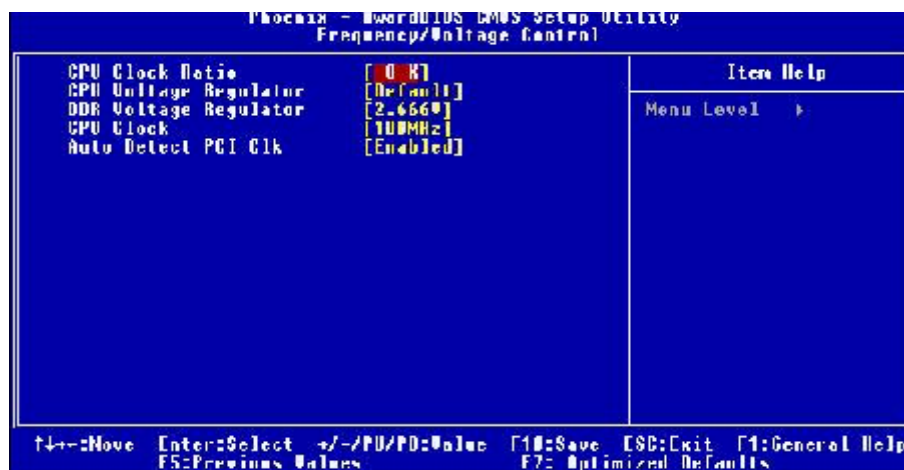 Phoenix - AwardBIOS CMOS Setup Utility
Frequency/Voltage Control
CPU Clock Ratio [ 8 X]
CPU Voltage Regulator [Default]
DDR Voltage Regulator [2.666V]
CPU Clock [100MHz]
Auto Detect PCI Clk [Enabled]
Item Help
Menu Level ▸
↑↓→←:Move Enter:Select +/-/PU/PD:Value F10:Save ESC:Exit F1:General Help
F5:Previous Values F7: Optimized Defaults